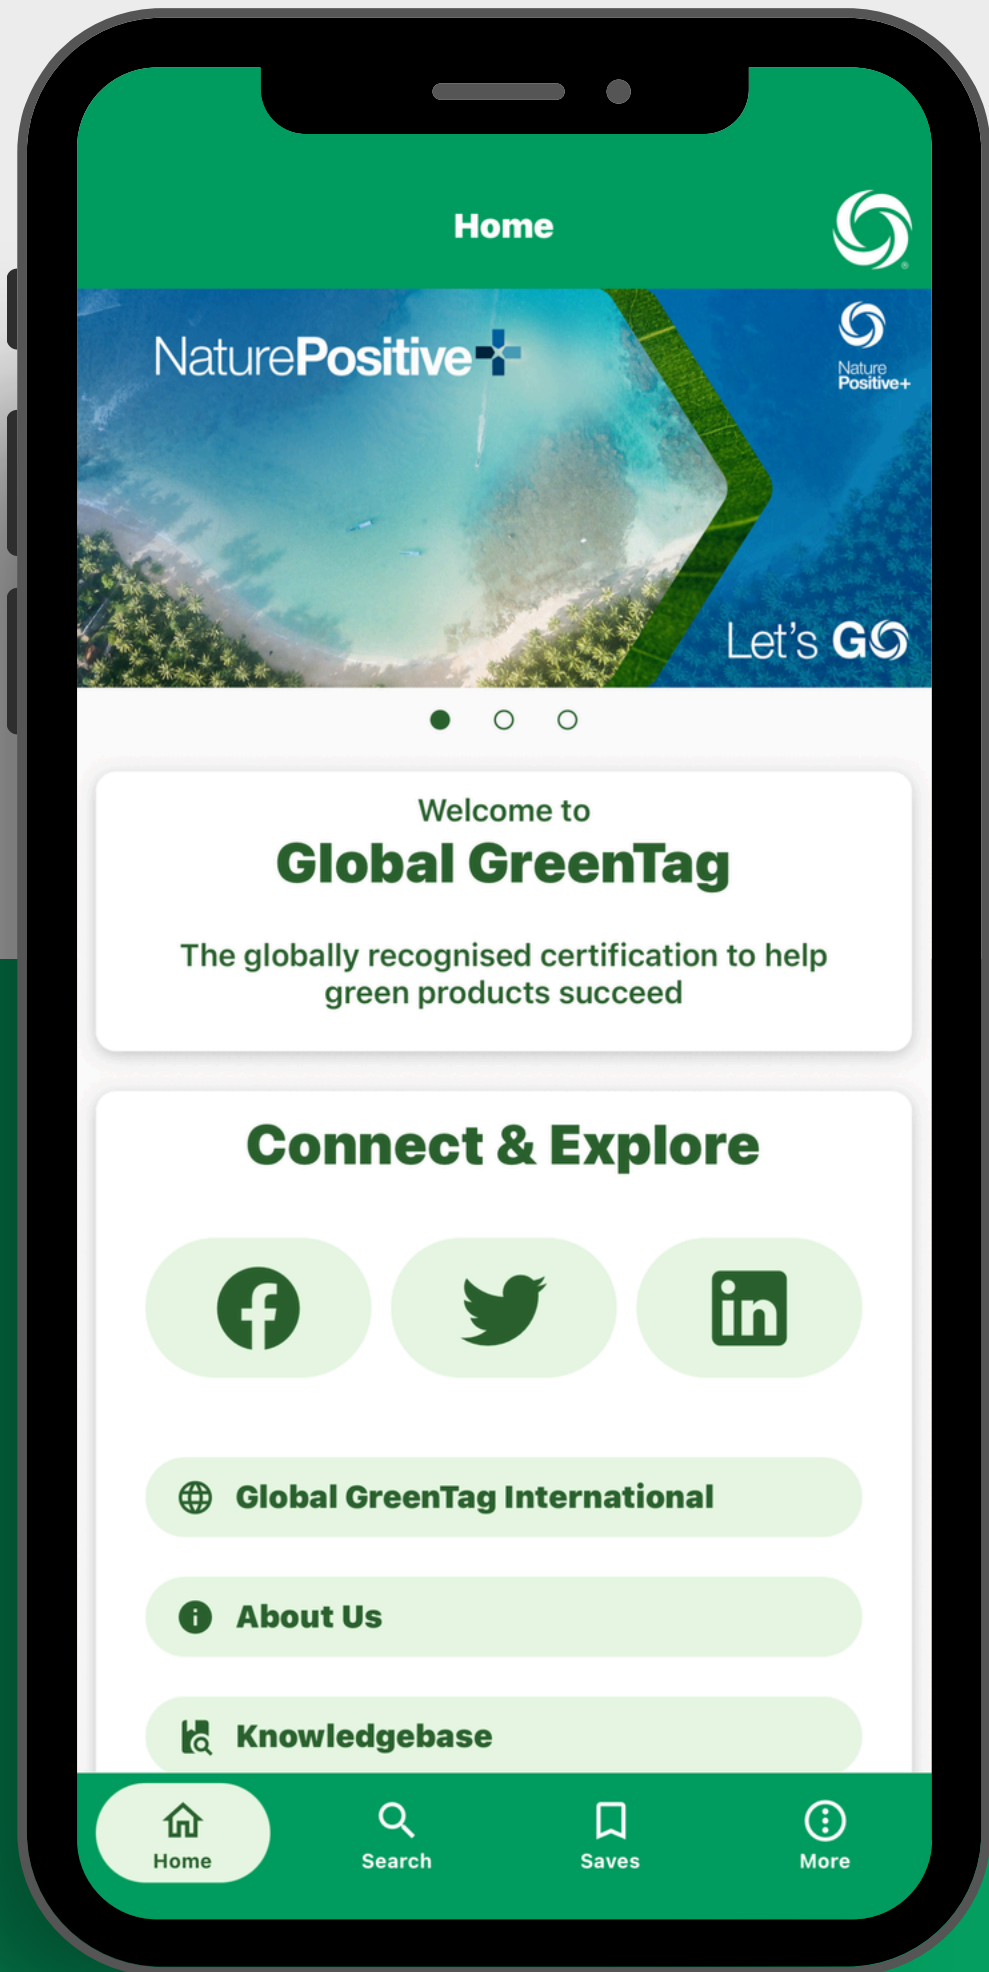 Home
NaturePositive+
Nature
Positive+
Let's GO
Welcome to
Global GreenTag
The globally recognised certification to help
green products succeed
Connect & Explore
Global GreenTag International
About Us
Knowledgebase
Home
Search
Saves
More